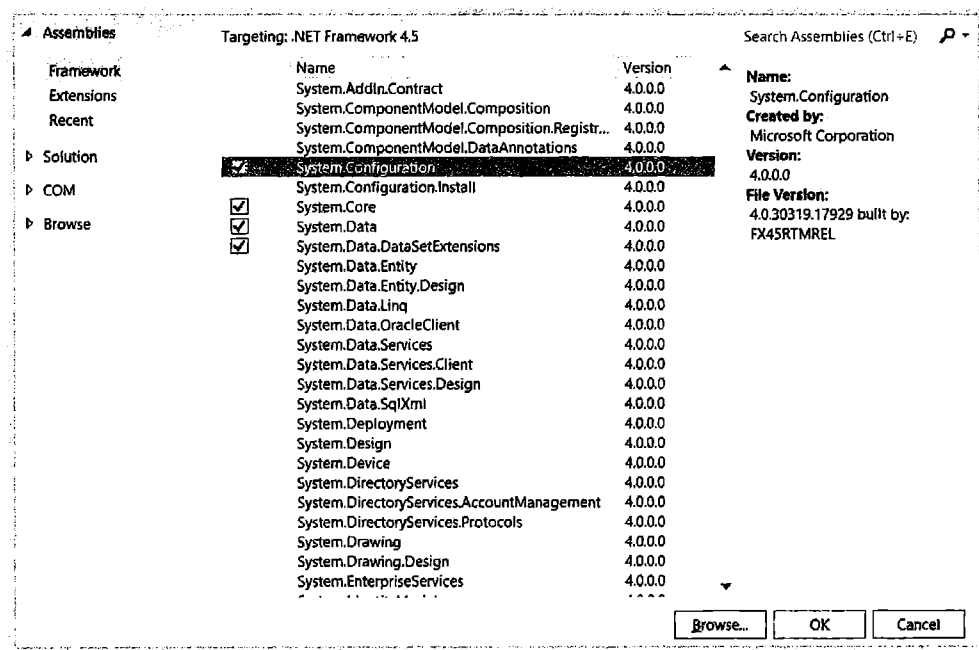 Assemblies
Targeting: .NET Framework 4.5
Search Assemblies (Ctrl+E)
Framework
Extensions
Recent
Solution
COM
Browse
Name Version
System.AddIn.Contract 4.0.0.0
System.ComponentModel.Composition 4.0.0.0
System.ComponentModel.Composition.Registr... 4.0.0.0
System.ComponentModel.DataAnnotations 4.0.0.0
System.Configuration 4.0.0.0
System.Configuration.Install 4.0.0.0
System.Core 4.0.0.0
System.Data 4.0.0.0
System.Data.DataSetExtensions 4.0.0.0
System.Data.Entity 4.0.0.0
System.Data.Entity.Design 4.0.0.0
System.Data.Linq 4.0.0.0
System.Data.OracleClient 4.0.0.0
System.Data.Services 4.0.0.0
System.Data.Services.Client 4.0.0.0
System.Data.Services.Design 4.0.0.0
System.Data.SqlXml 4.0.0.0
System.Deployment 4.0.0.0
System.Design 4.0.0.0
System.Device 4.0.0.0
System.DirectoryServices 4.0.0.0
System.DirectoryServices.AccountManagement 4.0.0.0
System.DirectoryServices.Protocols 4.0.0.0
System.Drawing 4.0.0.0
System.Drawing.Design 4.0.0.0
System.EnterpriseServices 4.0.0.0
Name:
System.Configuration
Created by:
Microsoft Corporation
Version:
4.0.0.0
File Version:
4.0.30319.17929 built by:
FX45RTMREL
Browse...
OK
Cancel